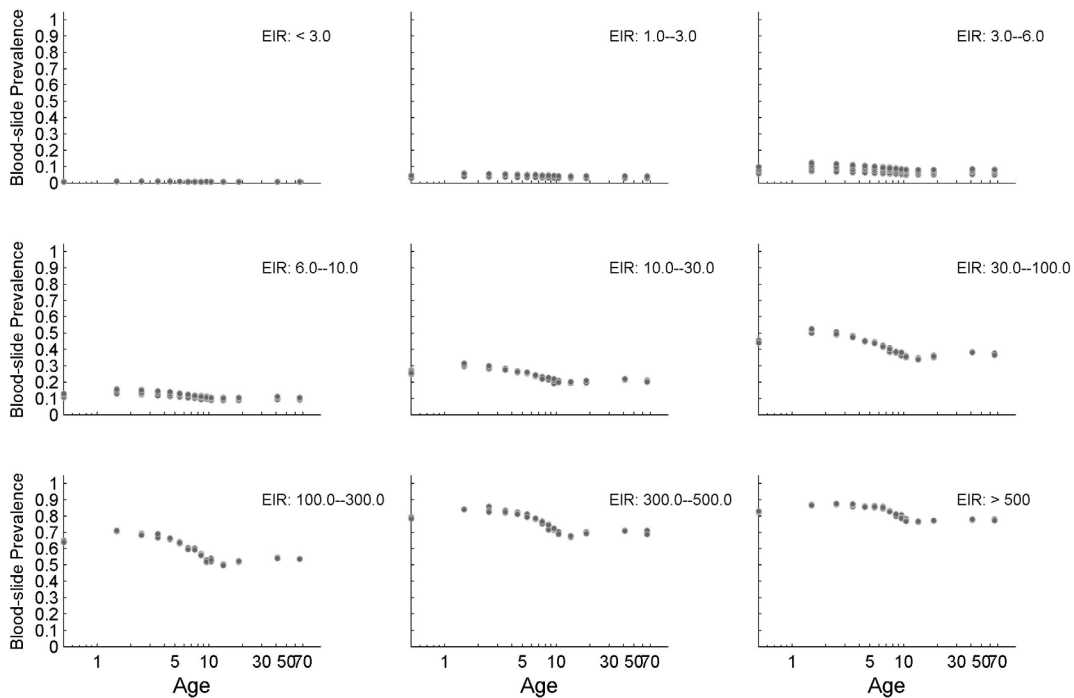 Blood-slide Prevalence
1
0.9
0.8
0.7
0.6
0.5
0.4
0.3
0.2
0.1
0
EIR: < 3.0
EIR: 1.0--3.0
EIR: 3.0--6.0
Blood-slide Prevalence
1
0.9
0.8
0.7
0.6
0.5
0.4
0.3
0.2
0.1
0
EIR: 6.0--10.0
EIR: 10.0--30.0
EIR: 30.0--100.0
Blood-slide Prevalence
1
0.9
0.8
0.7
0.6
0.5
0.4
0.3
0.2
0.1
0
EIR: 100.0--300.0
EIR: 300.0--500.0
EIR: > 500
1 5 10 30 50 70
1 5 10 30 50 70
1 5 10 30 50 70
Age
Age
Age